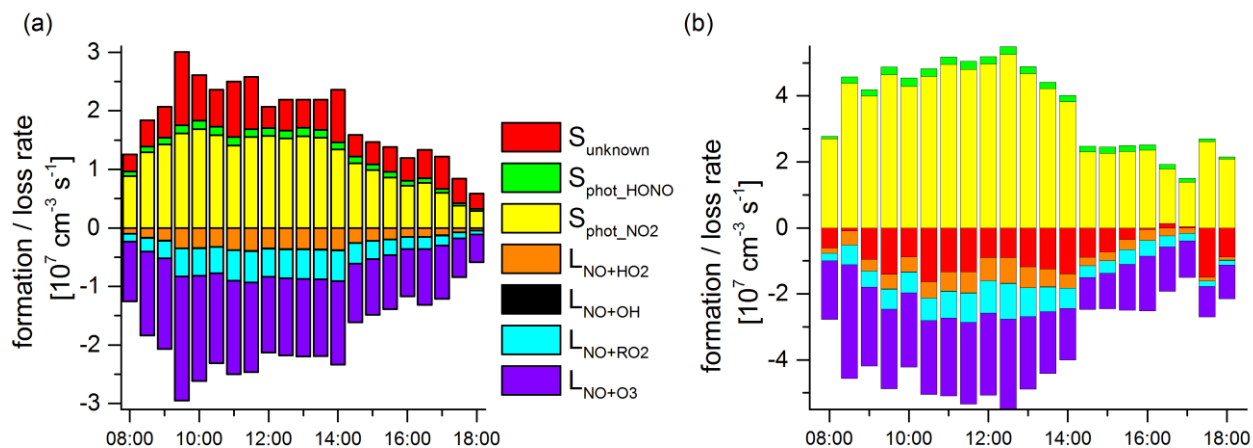 (a)
formation / loss rate
[10⁷ cm⁻³ s⁻¹]
3
2
1
0
-1
-2
-3
08:00 10:00 12:00 14:00 16:00 18:00
S_unknown
S_phot_HONO
S_phot_NO2
L_NO+HO2
L_NO+OH
L_NO+RO2
L_NO+O3
(b)
formation / loss rate
[10⁷ cm⁻³ s⁻¹]
4
2
0
-2
-4
08:00 10:00 12:00 14:00 16:00 18:00